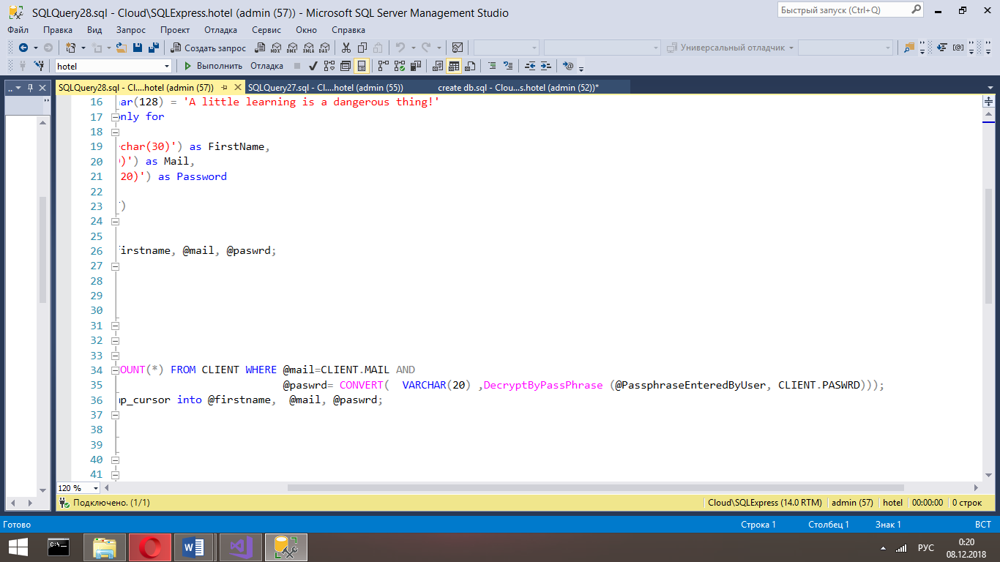 SQLQuery28.sql - Cloud\SQLExpress.hotel (admin (57)) - Microsoft SQL Server Management Studio
Быстрый запуск (Ctrl+Q)
Файл Правка Вид Запрос Проект Отладка Сервис Окно Справка
Создать запрос MDX DMX XMLA DAX Универсальный отладчик
hotel Выполнить Отладка
SQLQuery28.sql - Cl....hotel (admin (57)) SQLQuery27.sql - Cl....hotel (admin (55)) create db.sql - Clou...s.hotel (admin (52))*
16 ar(128) = 'A little learning is a dangerous thing!'
17 only for
18
19 char(30)') as FirstName,
20 )') as Mail,
21 20)') as Password
22
23 )
24
25
26 irstname, @mail, @paswrd;
27
28
29
30
31
32
33
34 OUNT(*) FROM CLIENT WHERE @mail=CLIENT.MAIL AND
35 @paswrd= CONVERT( VARCHAR(20) ,DecryptByPassPhrase (@PassphraseEnteredByUser, CLIENT.PASWRD)));
36 mp_cursor into @firstname, @mail, @paswrd;
37
38
39
40
41
120 %
Подключено. (1/1) Cloud\SQLExpress (14.0 RTM) admin (57) hotel 00:00:00 0 строк
Готово Строка 1 Столбец 1 Знак 1 ВСТ
РУС 0:20
08.12.2018